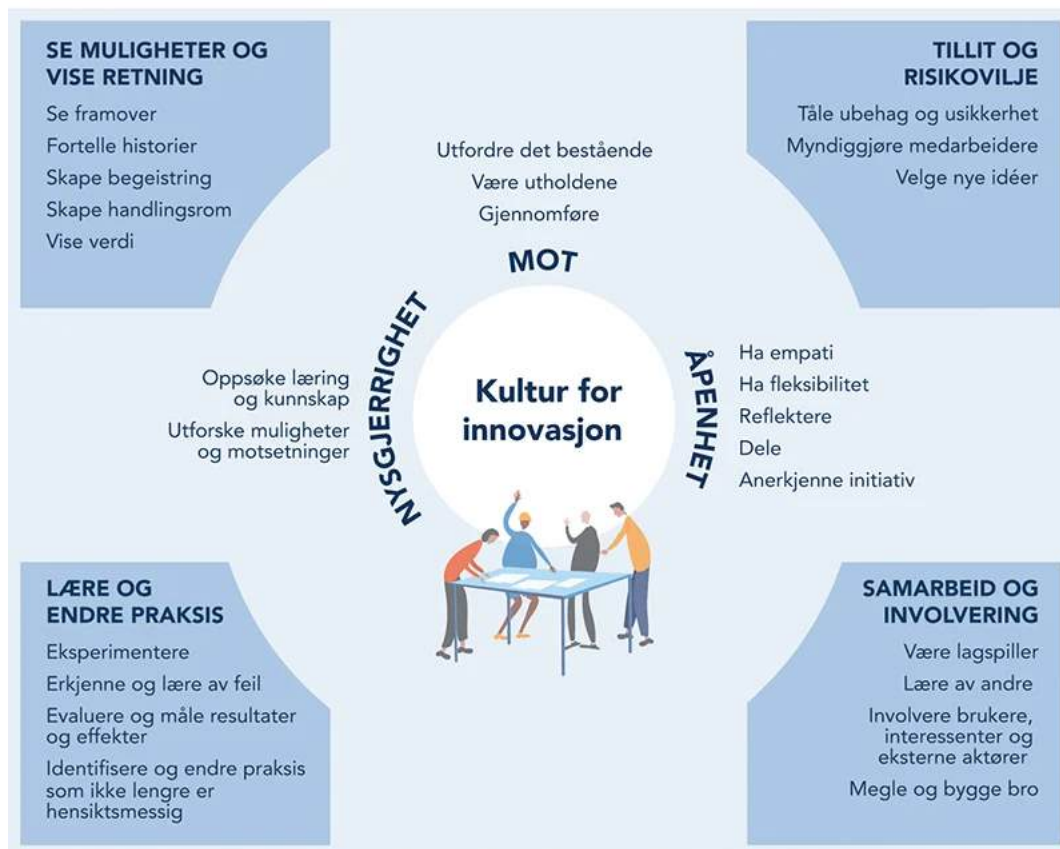 SE MULIGHETER OG
VISE RETNING
Se framover
Fortelle historier
Skape begeistring
Skape handlingsrom
Vise verdi
TILLIT OG
RISIKOVILJE
Tåle ubehag og usikkerhet
Myndiggjøre medarbeidere
Velge nye idéer
Utfordre det bestående
Være utholdene
Gjennomføre
MOT
NYSGJERRIGHET
Oppsøke læring
og kunnskap
Utforske muligheter
og motsetninger
Kultur for
innovasjon
ÅPENHET
Ha empati
Ha fleksibilitet
Reflektere
Dele
Anerkjenne initiativ
LÆRE OG
ENDRE PRAKSIS
Eksperimentere
Erkjenne og lære av feil
Evaluere og måle resultater
og effekter
Identifisere og endre praksis
som ikke lengre er
hensiktsmessig
SAMARBEID OG
INVOLVERING
Være lagspiller
Lære av andre
Involvere brukere,
interessenter og
eksterne aktører
Megle og bygge bro